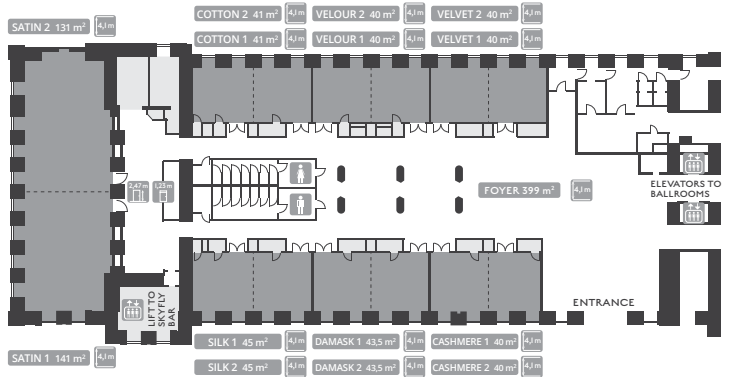 COTTON 2 41 m² 4,1 m VELOUR 2 40 m² 4,1 m VELVET 2 40 m² 4,1 m
SATIN 2 131 m² 4,1 m
COTTON 1 41 m² 4,1 m VELOUR 1 40 m² 4,1 m VELVET 1 40 m² 4,1 m
2,47 m 1,23 m
FOYER 399 m² 4,1 m
ELEVATORS TO
BALLROOMS
LIFT TO
SKYFLY
BAR
ENTRANCE
SILK 1 45 m² 4,1 m DAMASK 1 43,5 m² 4,1 m CASHMERE 1 40 m² 4,1 m
SATIN 1 141 m² 4,1 m
SILK 2 45 m² 4,1 m DAMASK 2 43,5 m² 4,1 m CASHMERE 2 40 m² 4,1 m